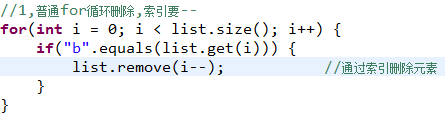 //1,普通for循环删除,索引要--
for(int i = 0; i < list.size(); i++) {
    if("b".equals(list.get(i))) {
        list.remove(i--);            //通过索引删除元素
    }
}